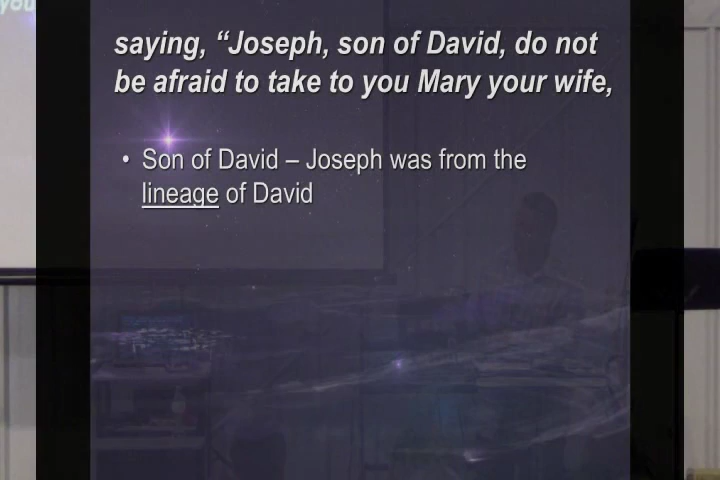 you
saying, “Joseph, son of David, do not
be afraid to take to you Mary your wife,
• Son of David – Joseph was from the
lineage of David